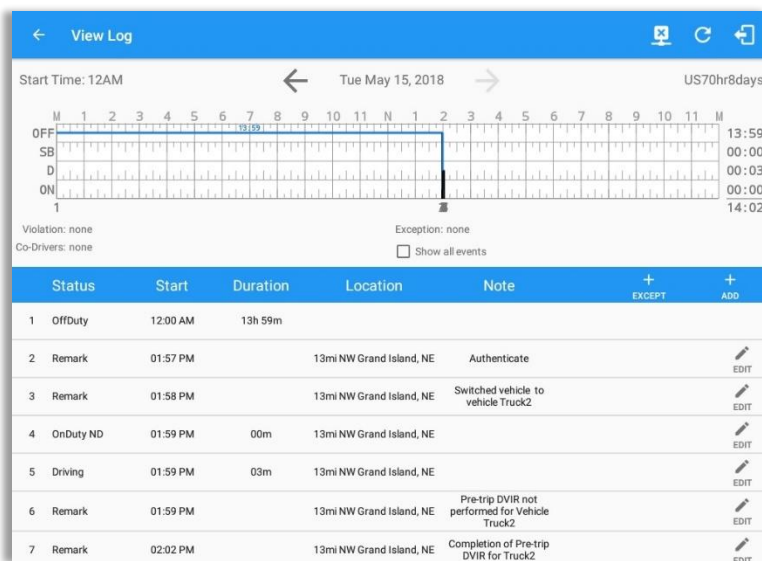 View Log
Start Time: 12AM Tue May 15, 2018 US70hr8days
M 1 2 3 4 5 6 7 8 9 10 11 N 1 2 3 4 5 6 7 8 9 10 11 M
OFF 13:59 13:59
SB 00:00
D 00:03
ON 00:00
1 14:02
Violation: none Exception: none
Co-Drivers: none Show all events
Status Start Duration Location Note + EXCEPT + ADD
1 OffDuty 12:00 AM 13h 59m
2 Remark 01:57 PM 13mi NW Grand Island, NE Authenticate EDIT
3 Remark 01:58 PM 13mi NW Grand Island, NE Switched vehicle to
vehicle Truck2 EDIT
4 OnDuty ND 01:59 PM 00m 13mi NW Grand Island, NE EDIT
5 Driving 01:59 PM 03m 13mi NW Grand Island, NE EDIT
6 Remark 01:59 PM 13mi NW Grand Island, NE Pre-trip DVIR not
performed for Vehicle
Truck2 EDIT
7 Remark 02:02 PM 13mi NW Grand Island, NE Completion of Pre-trip
DVIR for Truck2 EDIT